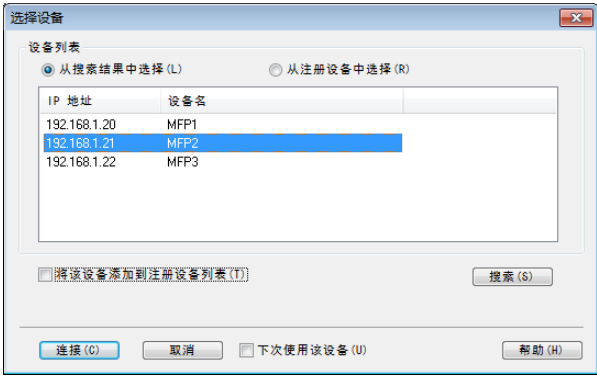 选择设备
设备列表
从搜索结果中选择(L) 从注册设备中选择(R)
IP 地址 设备名
192.168.1.20 MFP1
192.168.1.21 MFP2
192.168.1.22 MFP3
将该设备添加到注册设备列表(T) 搜索(S)
连接(C) 取消 下次使用该设备(U) 帮助(H)